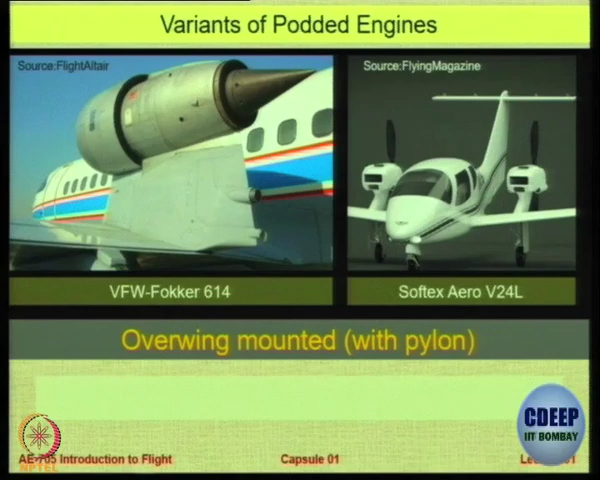 Variants of Podded Engines
Source:FlightAltair
Source:FlyingMagazine
VFW-Fokker 614
Softex Aero V24L
Overwing mounted (with pylon)
CDEEP
IIT BOMBAY
NPTEL
AE-705 Introduction to Flight
Capsule 01